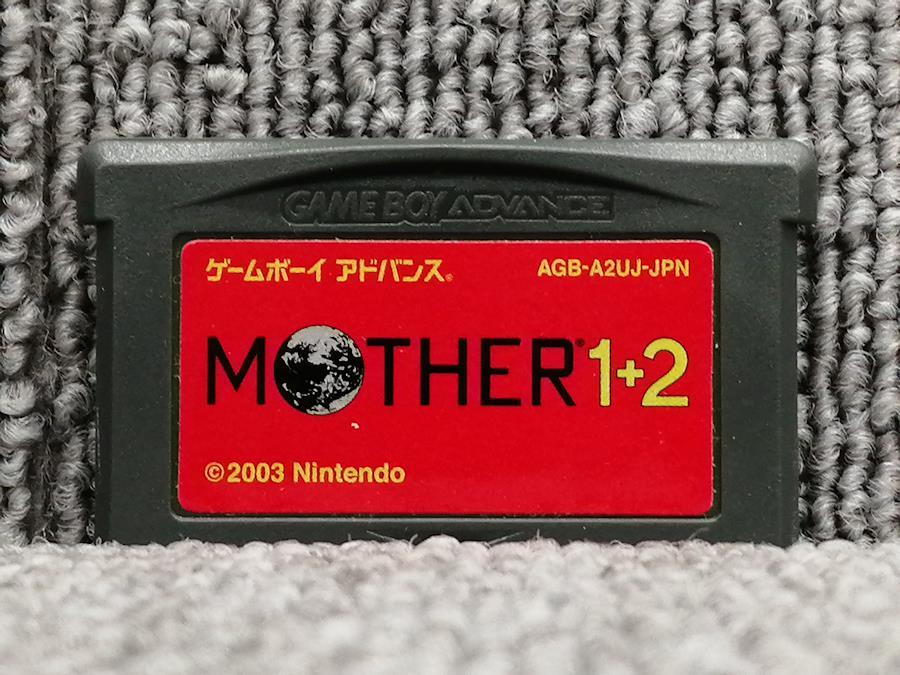 GAME BOY ADVANCE
ゲームボーイ アドバンス® AGB-A2UJ-JPN
MOTHER®1+2
©2003 Nintendo